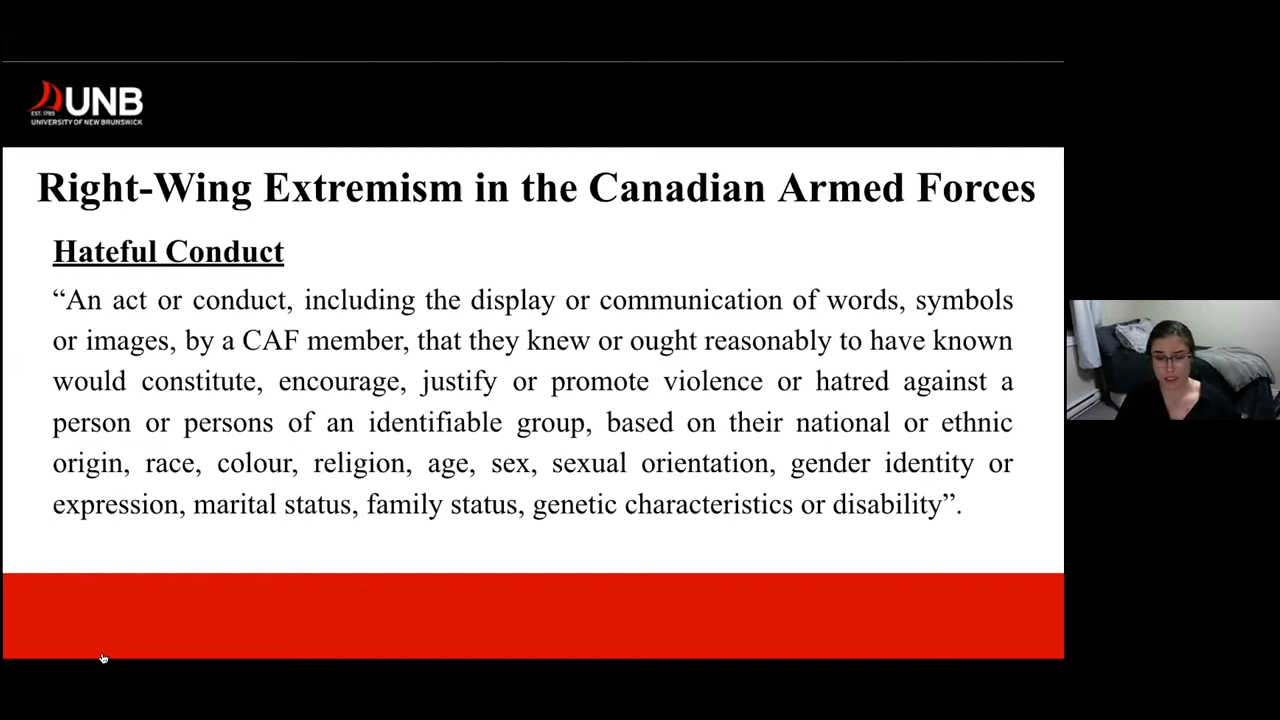 UNB
EST. 1785
UNIVERSITY OF NEW BRUNSWICK
Right-Wing Extremism in the Canadian Armed Forces
Hateful Conduct
“An act or conduct, including the display or communication of words, symbols
or images, by a CAF member, that they knew or ought reasonably to have known
would constitute, encourage, justify or promote violence or hatred against a
person or persons of an identifiable group, based on their national or ethnic
origin, race, colour, religion, age, sex, sexual orientation, gender identity or
expression, marital status, family status, genetic characteristics or disability”.